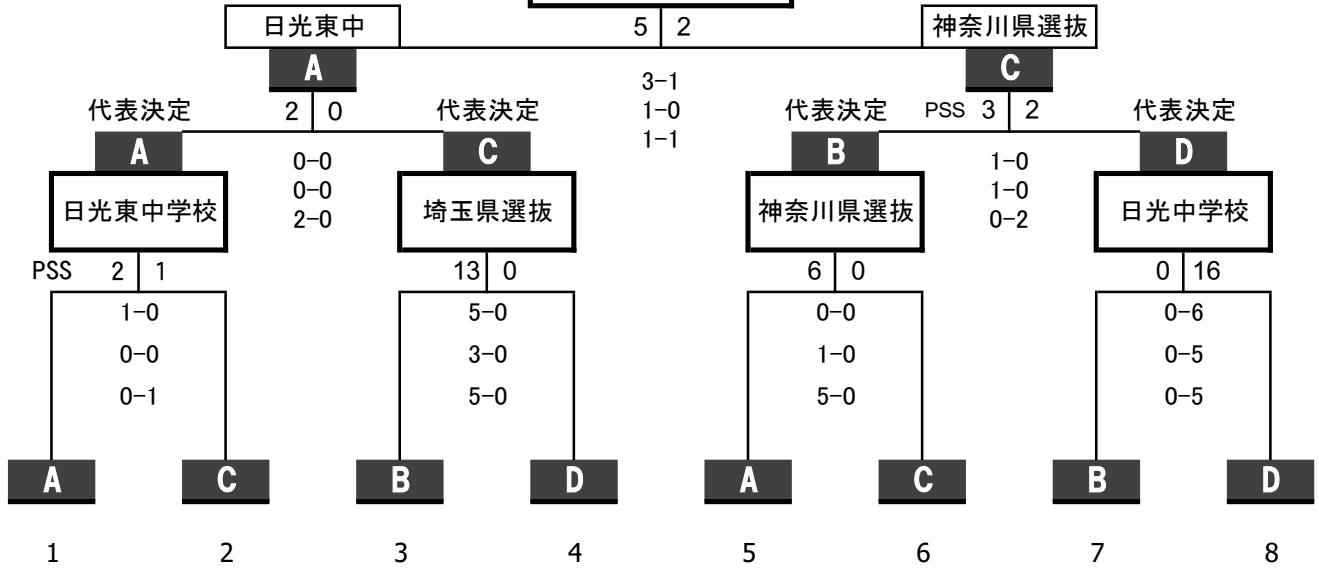 日光東中 5 2 神奈川県選抜
A C
3-1
1-0
1-1
代表決定 2 0 代表決定 代表決定 PSS 3 2 代表決定
A C B D
0-0 1-0
0-0 1-0
2-0 0-2
日光東中学校 埼玉県選抜 神奈川県選抜 日光中学校
PSS 2 1 13 0 6 0 0 16
1-0 5-0 0-0 0-6
0-0 3-0 1-0 0-5
0-1 5-0 5-0 0-5
A C B D A C B D
1 2 3 4 5 6 7 8